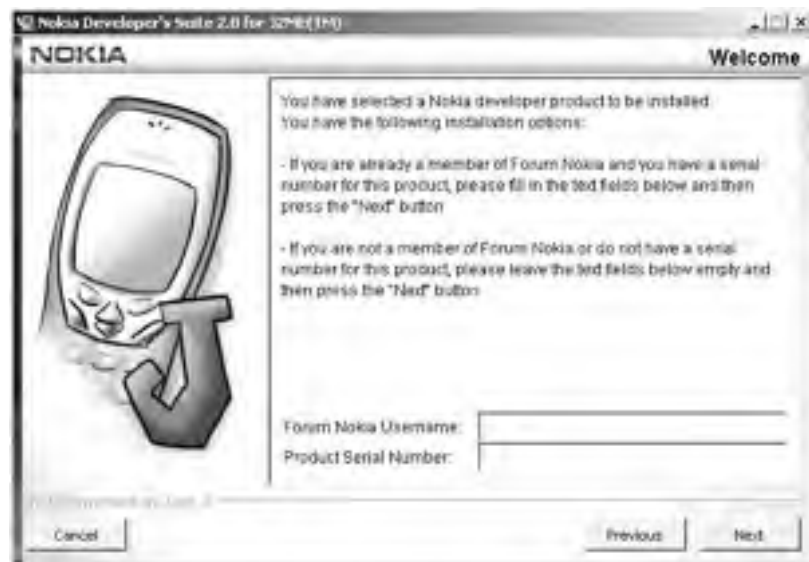 Nokia Developer's Suite 2.0 for J2ME(TM)
NOKIA
Welcome
You have selected a Nokia developer product to be installed
You have the following installation options:
- If you are already a member of Forum Nokia and you have a serial
number for this product, please fill in the text fields below and then
press the "Next" button
- If you are not a member of Forum Nokia or do not have a serial
number for this product, please leave the text fields below empty and
then press the "Next" button
Forum Nokia Username:
Product Serial Number:
Cancel
Previous
Next